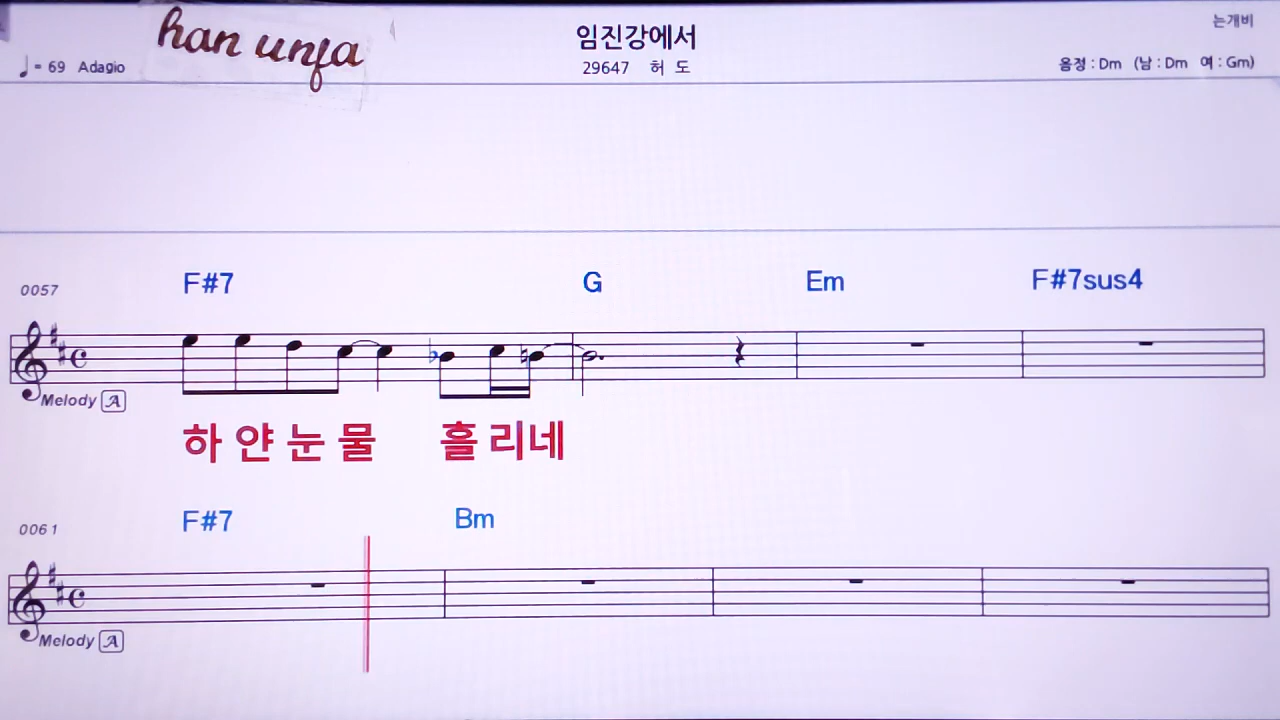 han unja
임진강에서
는개비
♩= 69 Adagio
29647 허 도
음정 : Dm (남 : Dm 여 : Gm)
0057
F#7 G Em F#7sus4
Melody A
하 얀 눈 물 흘 리네
0061
F#7 Bm
Melody A